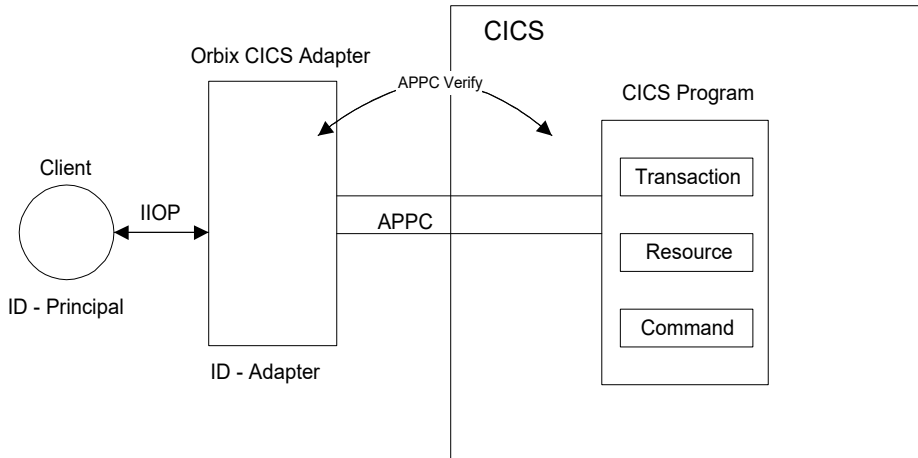 CICS
Orbix CICS Adapter
APPC Verify
CICS Program
Client
Transaction
IIOP
APPC
Resource
ID - Principal
Command
ID - Adapter